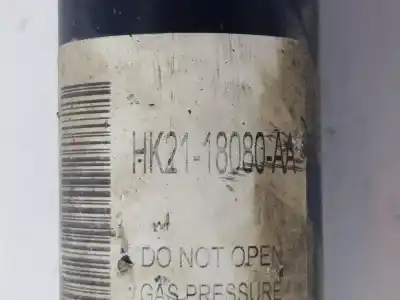 HK21-18080-AA
DO NOT OPEN
GAS PRESSURE